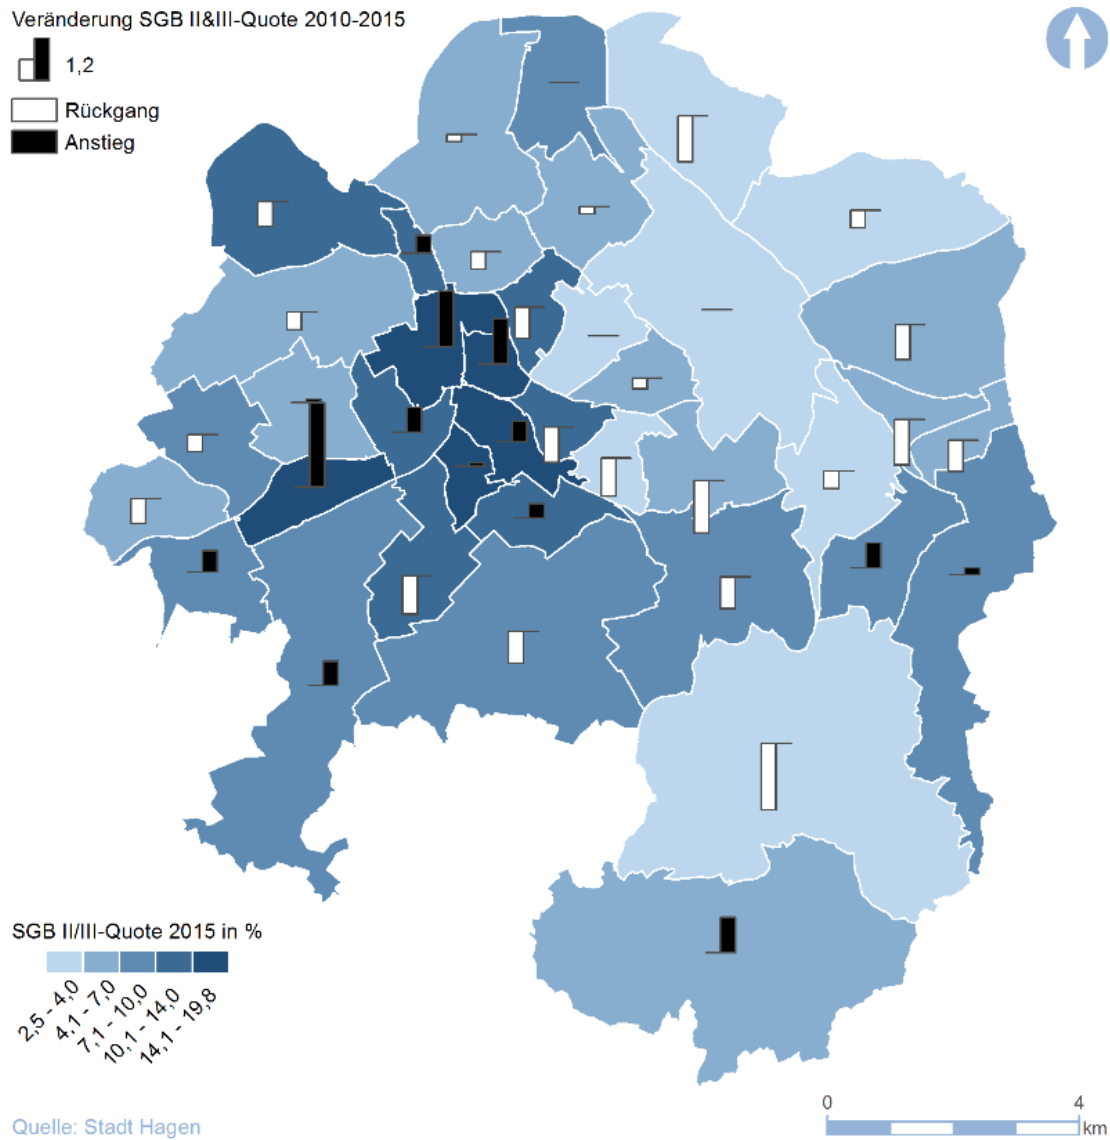 Veränderung SGB II&III-Quote 2010-2015
1,2
Rückgang
Anstieg
SGB II/III-Quote 2015 in %
2,5 - 4,0
4,1 - 7,0
7,1 - 10,0
10,1 - 14,0
14,1 - 19,8
Quelle: Stadt Hagen
0 4
km